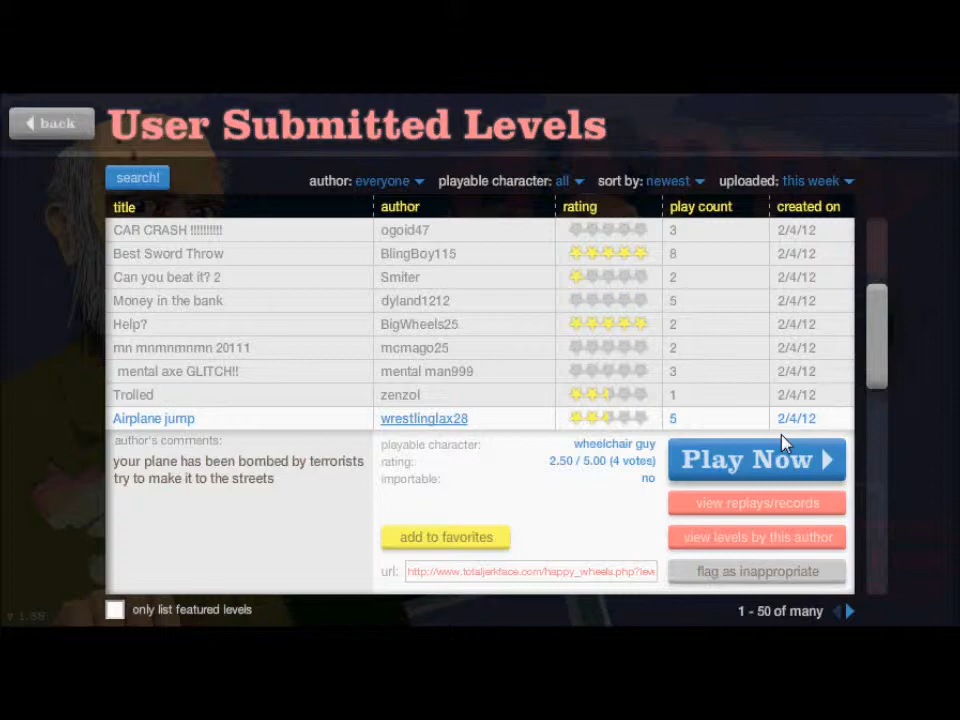 back
User Submitted Levels
search!
author: everyone playable character: all sort by: newest uploaded: this week
title author rating play count created on
CAR CRASH !!!!!!!!!! ogoid47 3 2/4/12
Best Sword Throw BlingBoy115 8 2/4/12
Can you beat it? 2 Smiter 2 2/4/12
Money in the bank dyland1212 5 2/4/12
Help? BigWheels25 2 2/4/12
mn mnmnmnmn 20111 mcmago25 2 2/4/12
mental axe GLITCH!! mental man999 3 2/4/12
Trolled zenzol 1 2/4/12
Airplane jump wrestlinglax28 5 2/4/12
author's comments:
your plane has been bombed by terrorists
try to make it to the streets
playable character: wheelchair guy
rating: 2.50 / 5.00 (4 votes)
importable: no
add to favorites
url: http://www.totaljerkface.com/happy_wheels.php?leve
Play Now
view replays/records
view levels by this author
flag as inappropriate
only list featured levels
1 - 50 of many